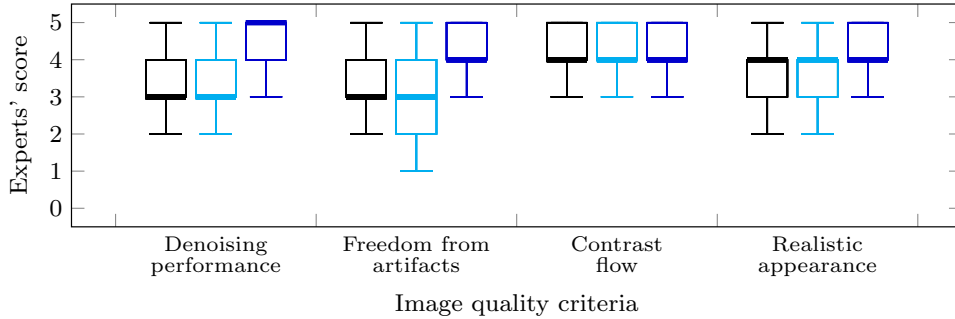 5
4
3
2
1
0
Experts' score
Denoising
performance
Freedom from
artifacts
Contrast
flow
Realistic
appearance
Image quality criteria